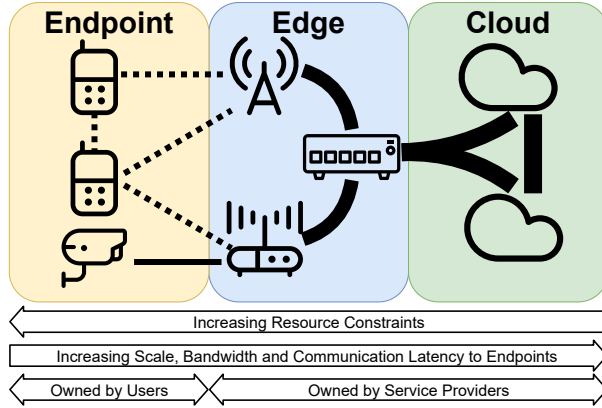 Endpoint Edge Cloud
Increasing Resource Constraints
Increasing Scale, Bandwidth and Communication Latency to Endpoints
Owned by Users Owned by Service Providers